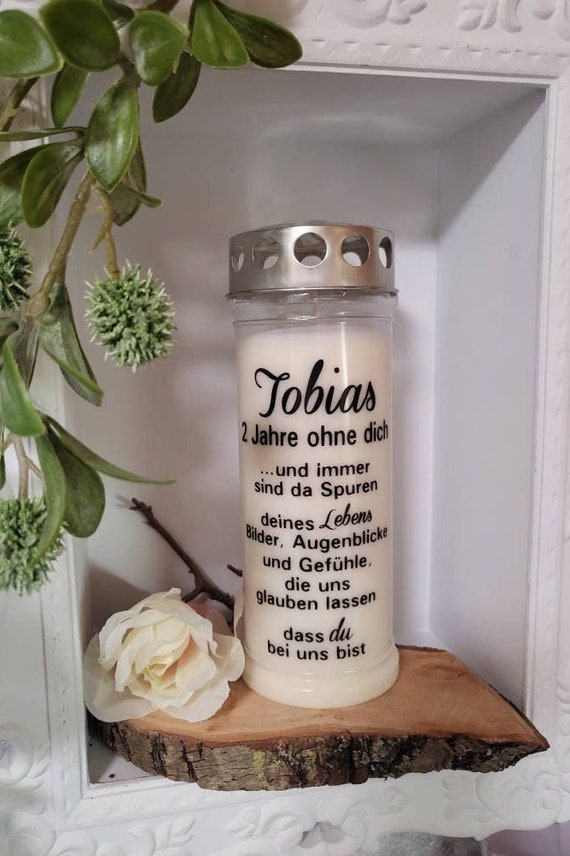 Tobias
2 Jahre ohne dich
...und immer
sind da Spuren
deines Lebens
Bilder, Augenblicke
und Gefühle,
die uns
glauben lassen
dass du
bei uns bist